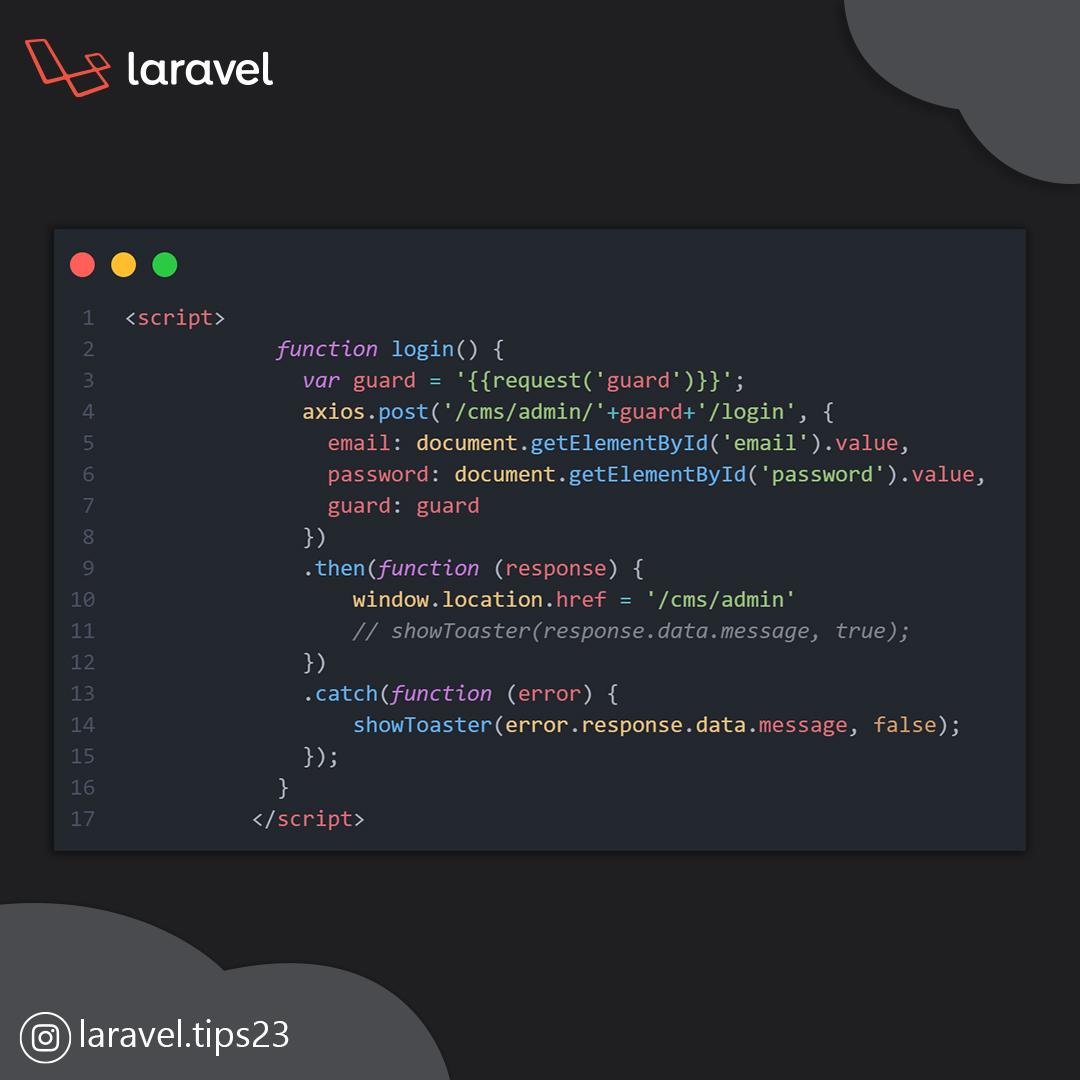 laravel
1 <script>
2 function login() {
3 var guard = '{{request('guard')}}';
4 axios.post('/cms/admin/'+guard+'/login', {
5 email: document.getElementById('email').value,
6 password: document.getElementById('password').value,
7 guard: guard
8 })
9 .then(function (response) {
10 window.location.href = '/cms/admin'
11 // showToaster(response.data.message, true);
12 })
13 .catch(function (error) {
14 showToaster(error.response.data.message, false);
15 });
16 }
17 </script>
laravel.tips23